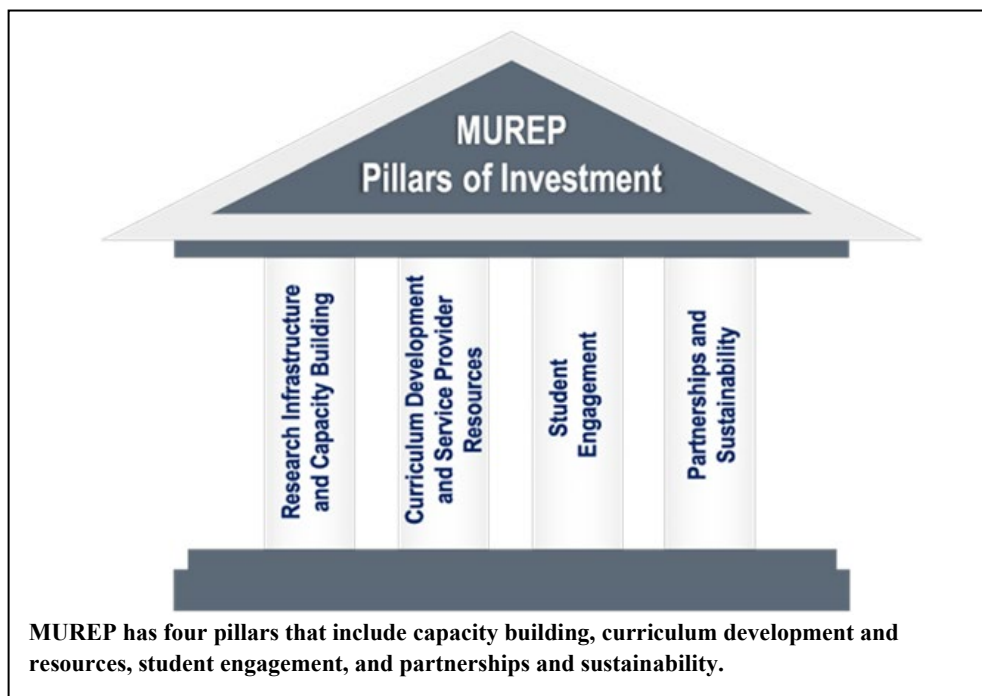 MUREP
Pillars of Investment
Research Infrastructure
and Capacity Building
Curriculum Development
and Service Provider
Resources
Student
Engagement
Partnerships and
Sustainability
MUREP has four pillars that include capacity building, curriculum development and
resources, student engagement, and partnerships and sustainability.